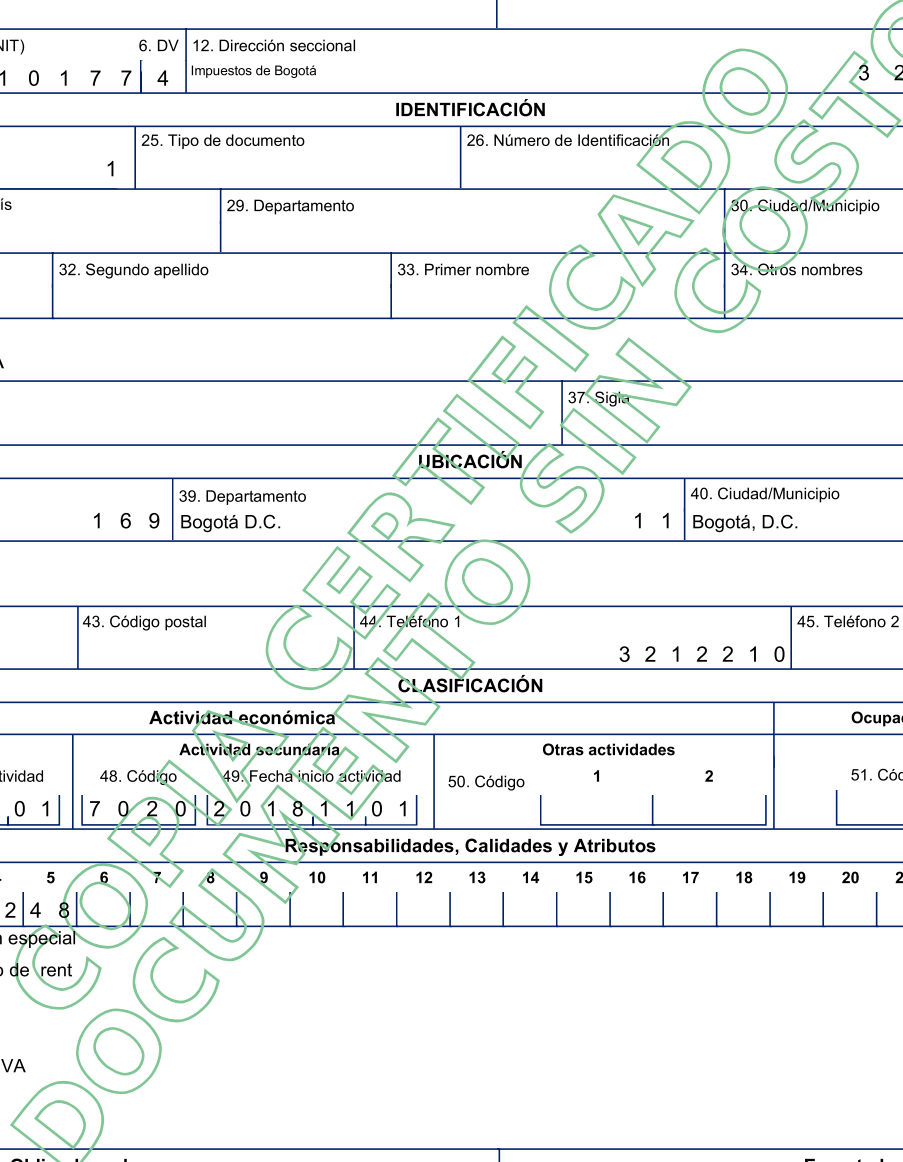 NIT) 6. DV 12. Dirección seccional
1 0 1 7 7 4 Impuestos de Bogotá 3 2
IDENTIFICACIÓN
25. Tipo de documento 26. Número de Identificación
1
ís 29. Departamento 30. Ciudad/Municipio
32. Segundo apellido 33. Primer nombre 34. Otros nombres
A
37. Sigla
UBICACIÓN
39. Departamento 40. Ciudad/Municipio
1 6 9 Bogotá D.C. 1 1 Bogotá, D.C.
43. Código postal 44. Teléfono 1 45. Teléfono 2
3 2 1 2 2 1 0
CLASIFICACIÓN
Actividad económica Ocupac
Actividad secundaria Otras actividades
tividad 48. Código 49. Fecha inicio actividad 50. Código 1 2 51. Cód
0 1 7 0 2 0 2 0 1 8 1 1 0 1
Responsabilidades, Calidades y Atributos
5 6 7 8 9 10 11 12 13 14 15 16 17 18 19 20 2
2 4 8
n especial
o de rent
VA
COPIA CERTIFICADO
DOCUMENTO SIN COSTO